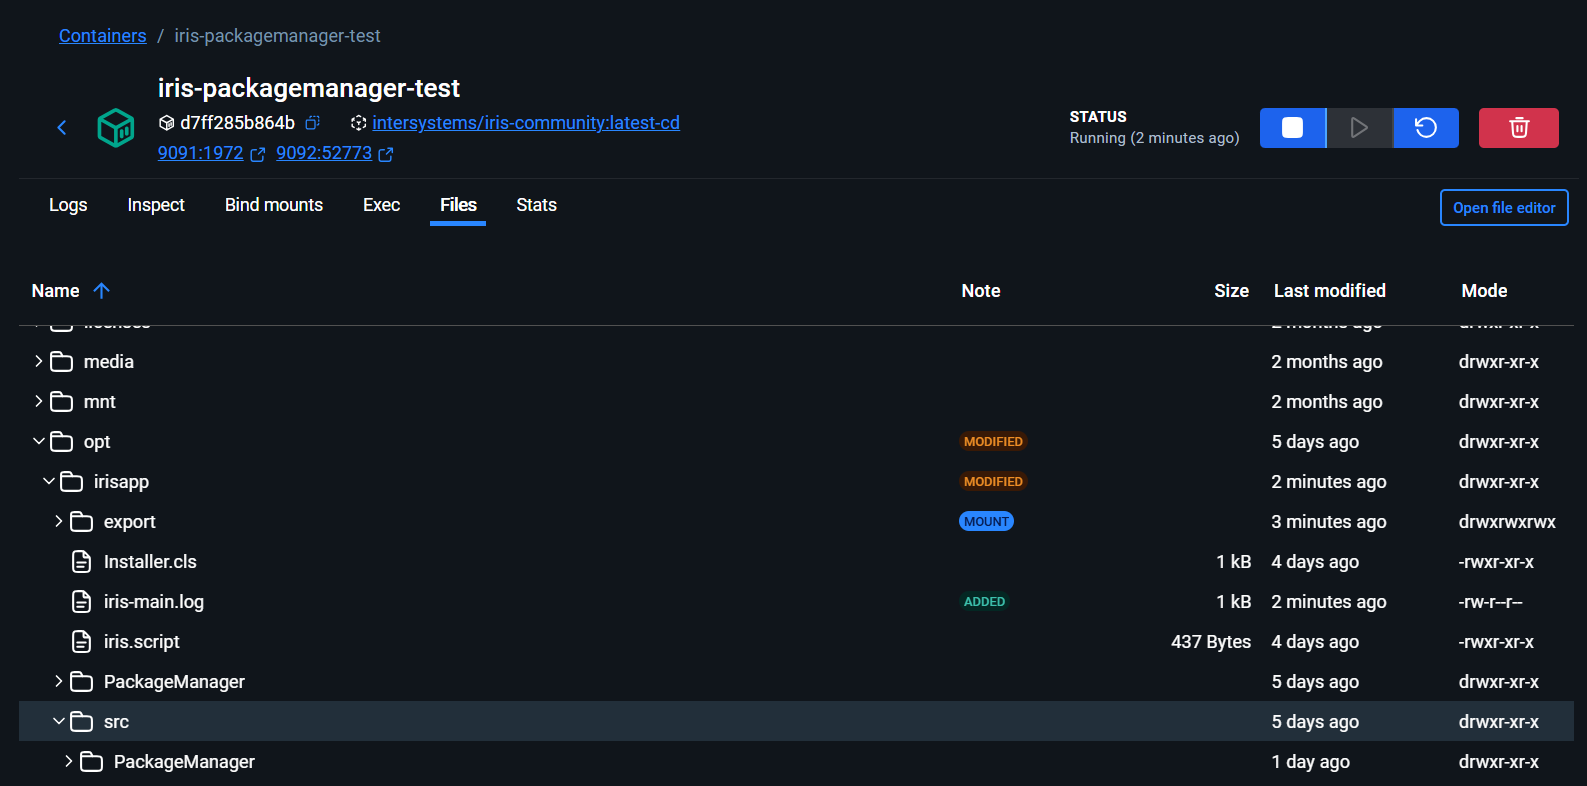 Containers / iris-packagemanager-test
iris-packagemanager-test
d7ff285b864b intersystems/iris-community:latest-cd
9091:1972 9092:52773
STATUS
Running (2 minutes ago)
Logs Inspect Bind mounts Exec Files Stats
Open file editor
Name Note Size Last modified Mode
media 2 months ago drwxr-xr-x
mnt 2 months ago drwxr-xr-x
opt MODIFIED 5 days ago drwxr-xr-x
irisapp MODIFIED 2 minutes ago drwxr-xr-x
export MOUNT 3 minutes ago drwxrwxrwx
Installer.cls 1 kB 4 days ago -rwxr-xr-x
iris-main.log ADDED 1 kB 2 minutes ago -rw-r--r--
iris.script 437 Bytes 4 days ago -rwxr-xr-x
PackageManager 5 days ago drwxr-xr-x
src 5 days ago drwxr-xr-x
PackageManager 1 day ago drwxr-xr-x